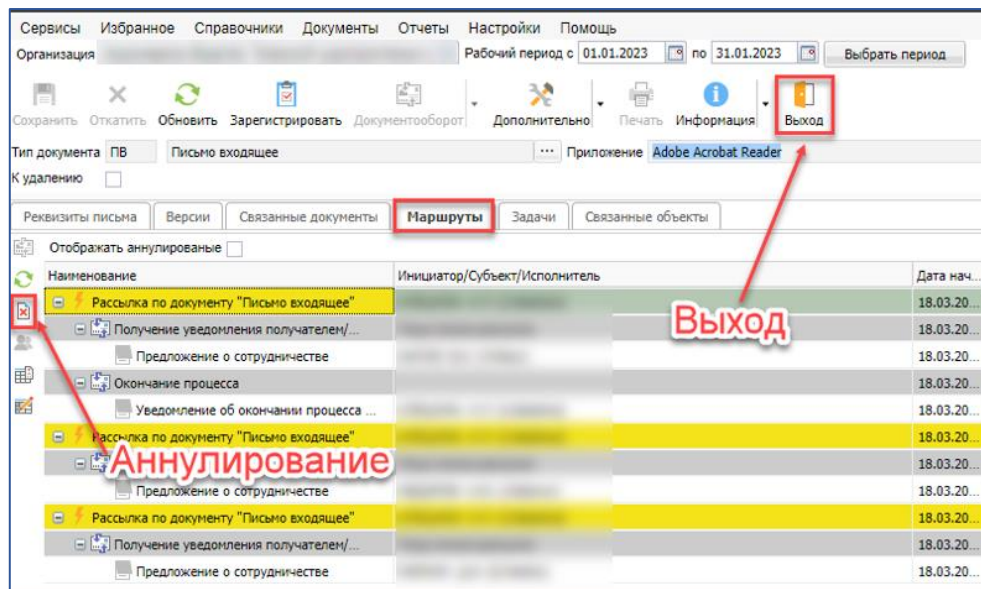 Сервисы Избранное Справочники Документы Отчеты Настройки Помощь
Организация Рабочий период с 01.01.2023 по 31.01.2023 Выбрать период
Сохранить Откатить Обновить Зарегистрировать Документооборот Дополнительно Печать Информация Выход
Тип документа ПВ Письмо входящее ... Приложение Adobe Acrobat Reader
К удалению
Реквизиты письма Версии Связанные документы Маршруты Задачи Связанные объекты
Отображать аннулированые
Наименование Инициатор/Субъект/Исполнитель Дата нач...
Рассылка по документу "Письмо входящее" 18.03.20...
Выход
Получение уведомления получателем/... 18.03.20...
Предложение о сотрудничестве 18.03.20...
Окончание процесса 18.03.20...
Уведомление об окончании процесса ... 18.03.20...
Рассылка по документу "Письмо входящее" 18.03.20...
Аннулирование
18.03.20...
Предложение о сотрудничестве 18.03.20...
Рассылка по документу "Письмо входящее" 18.03.20...
Получение уведомления получателем/... 18.03.20...
Предложение о сотрудничестве 18.03.20...